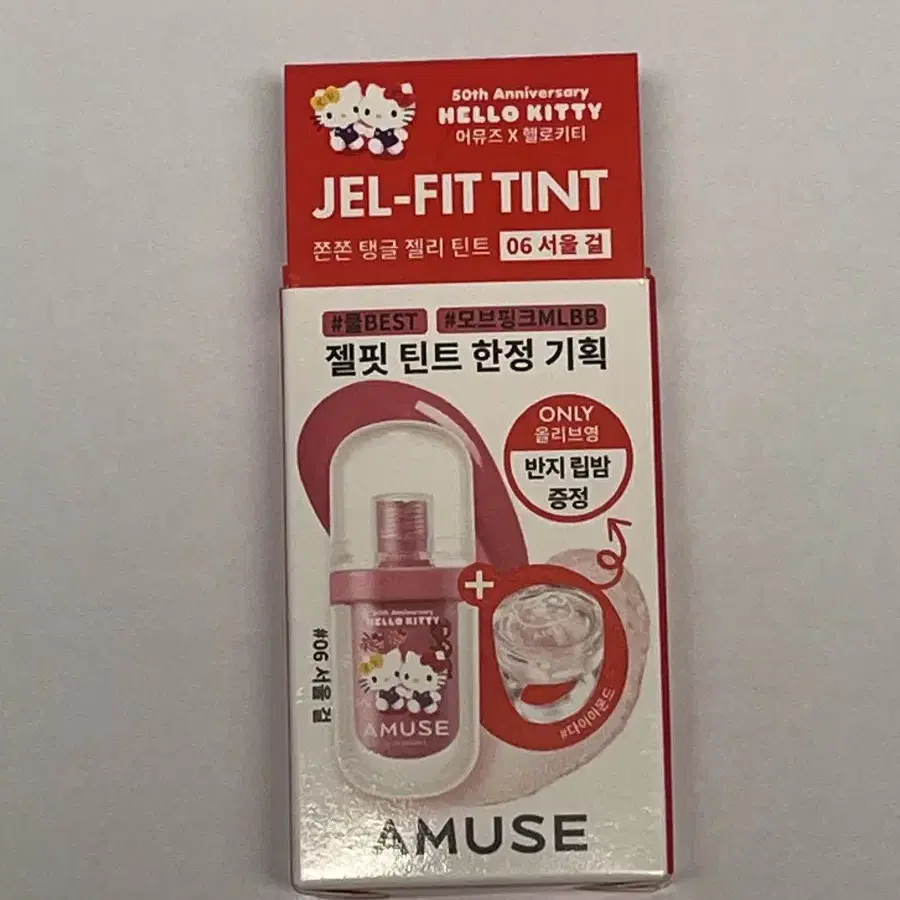 50th Anniversary
HELLO KITTY
어뮤즈 X 헬로키티
JEL-FIT TINT
쫀쫀 탱글 젤리 틴트 06 서울 걸
#쿨BEST #모브핑크MLBB
젤핏 틴트 한정 기획
ONLY
올리브영
반지 립밤
증정
+
50th Anniversary
HELLO KITTY
AMUSE
#06 서울 걸
#다이아몬드
AMUSE